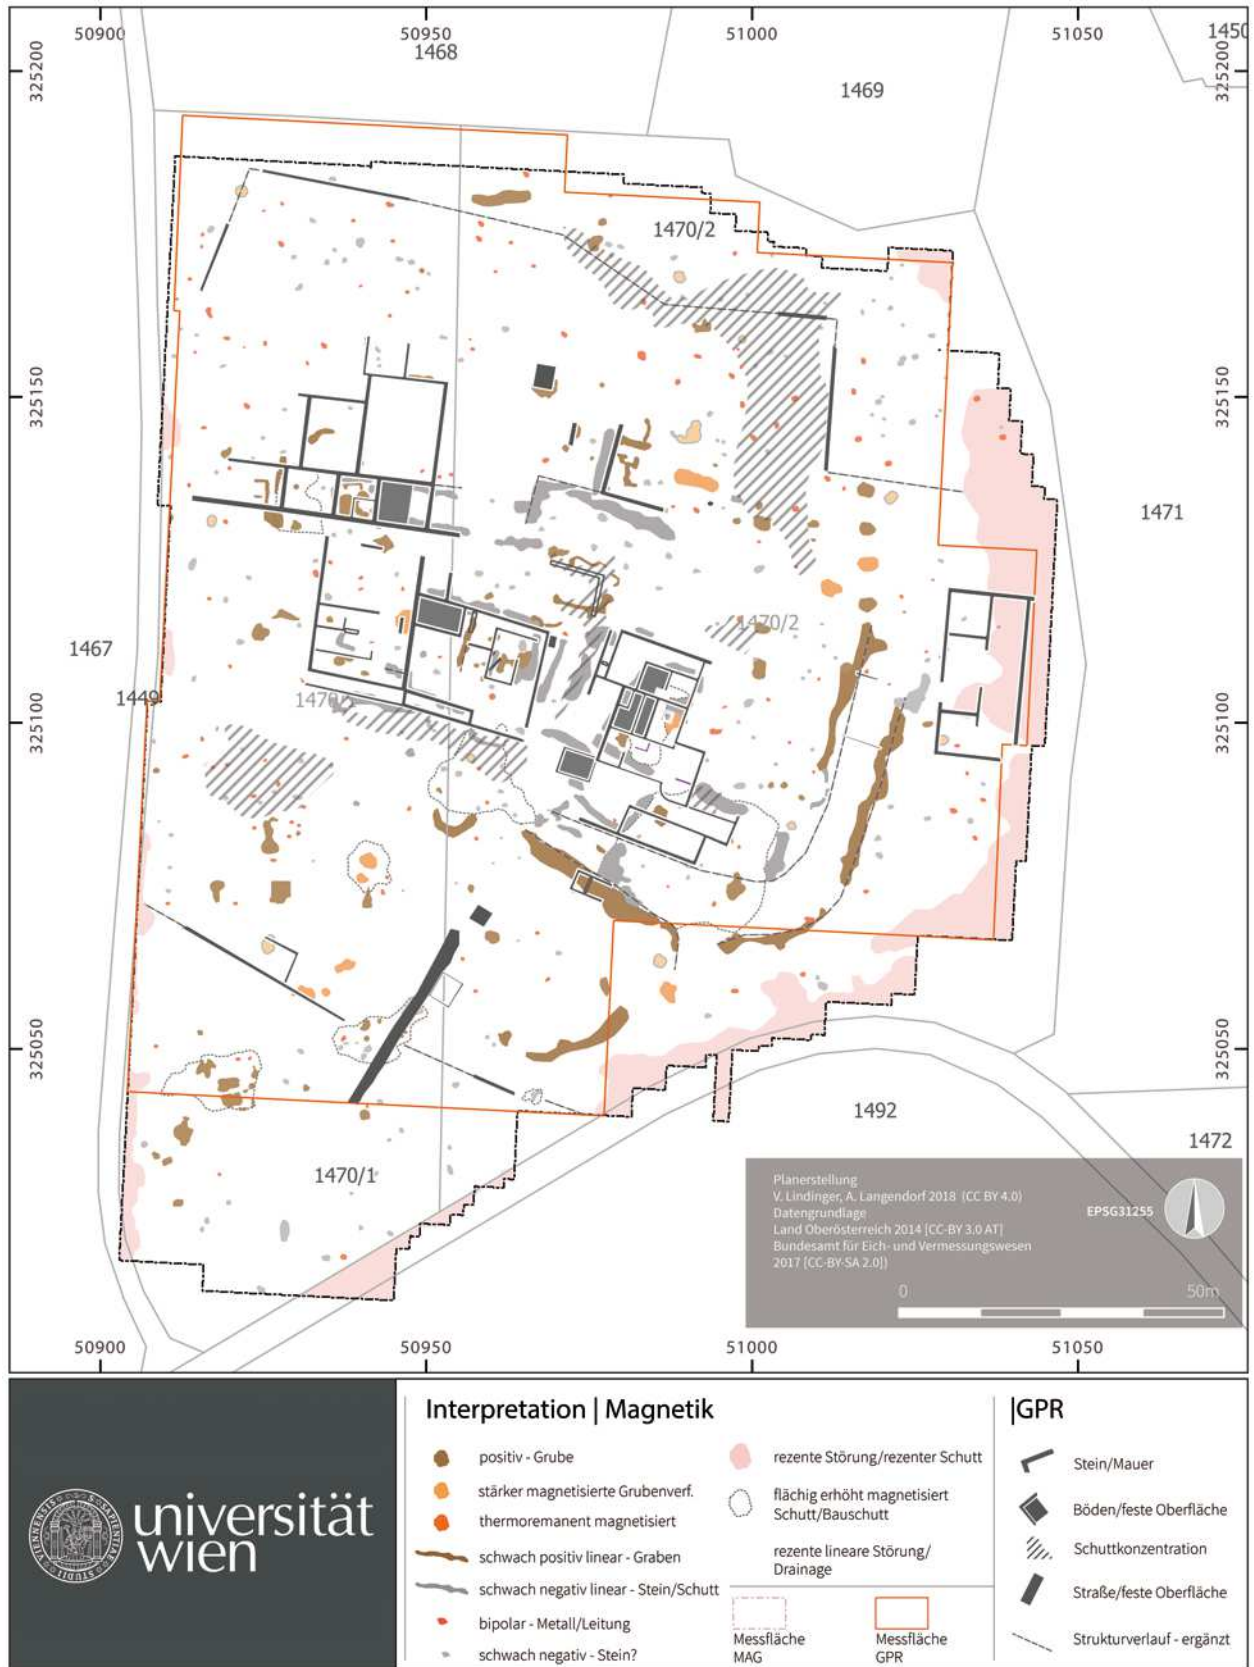 50900
50950
51000
51050
1450
1468
325200
325200
1469
1470/2
325150
325150
1471
1470/2
1467
1449
325100
325100
325050
325050
1492
1472
1470/1
Planerstellung
V. Lindinger, A. Langendorf 2018 (CC BY 4.0)
Datengrundlage
Land Oberösterreich 2014 [CC-BY 3.0 AT]
Bundesamt für Eich- und Vermessungswesen
2017 [CC-BY-SA 2.0])
EPSG31255
0
50m
50900
50950
51000
51050
universität
wien
Interpretation | Magnetik
positiv - Grube
stärker magnetisierte Grubenverf.
thermoremanent magnetisiert
schwach positiv linear - Graben
schwach negativ linear - Stein/Schutt
bipolar - Metall/Leitung
schwach negativ - Stein?
rezente Störung/rezenter Schutt
flächig erhöht magnetisiert
Schutt/Bauschutt
rezente lineare Störung/
Drainage
Messfläche
MAG
Messfläche
GPR
|GPR
Stein/Mauer
Böden/feste Oberfläche
Schuttkonzentration
Straße/feste Oberfläche
Strukturverlauf - ergänzt